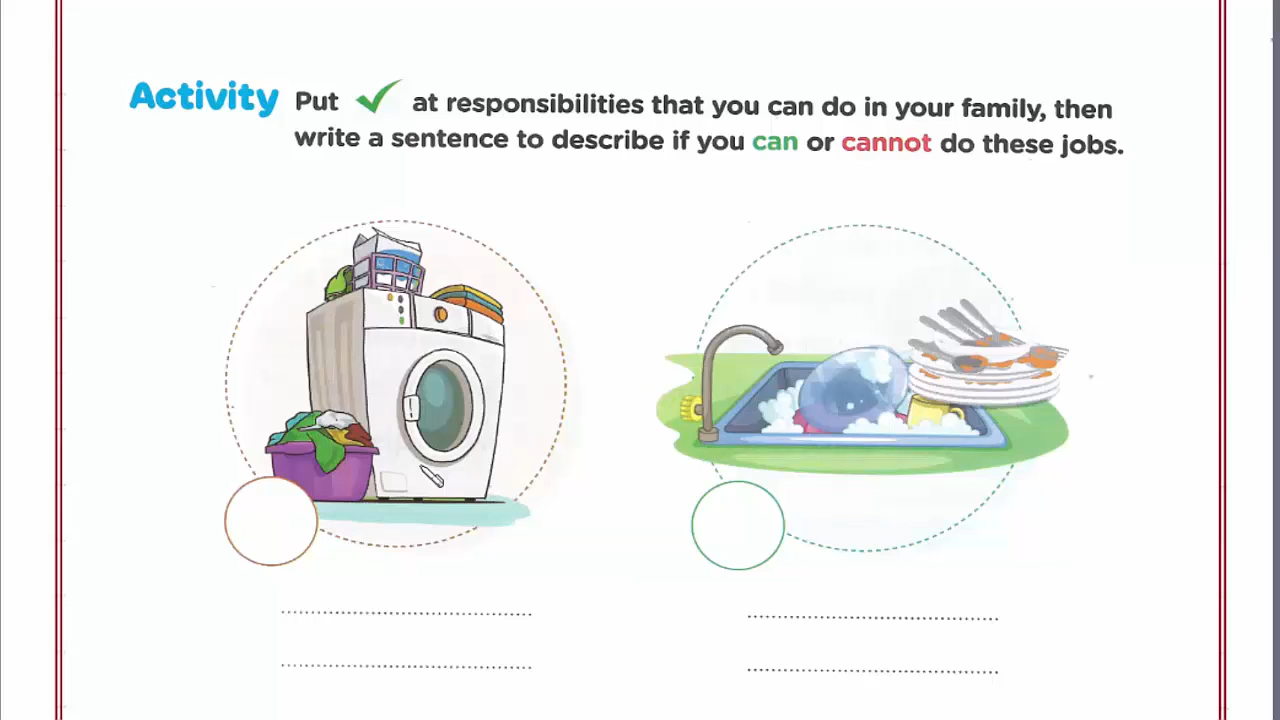 Activity Put ✓ at responsibilities that you can do in your family, then
write a sentence to describe if you can or cannot do these jobs.